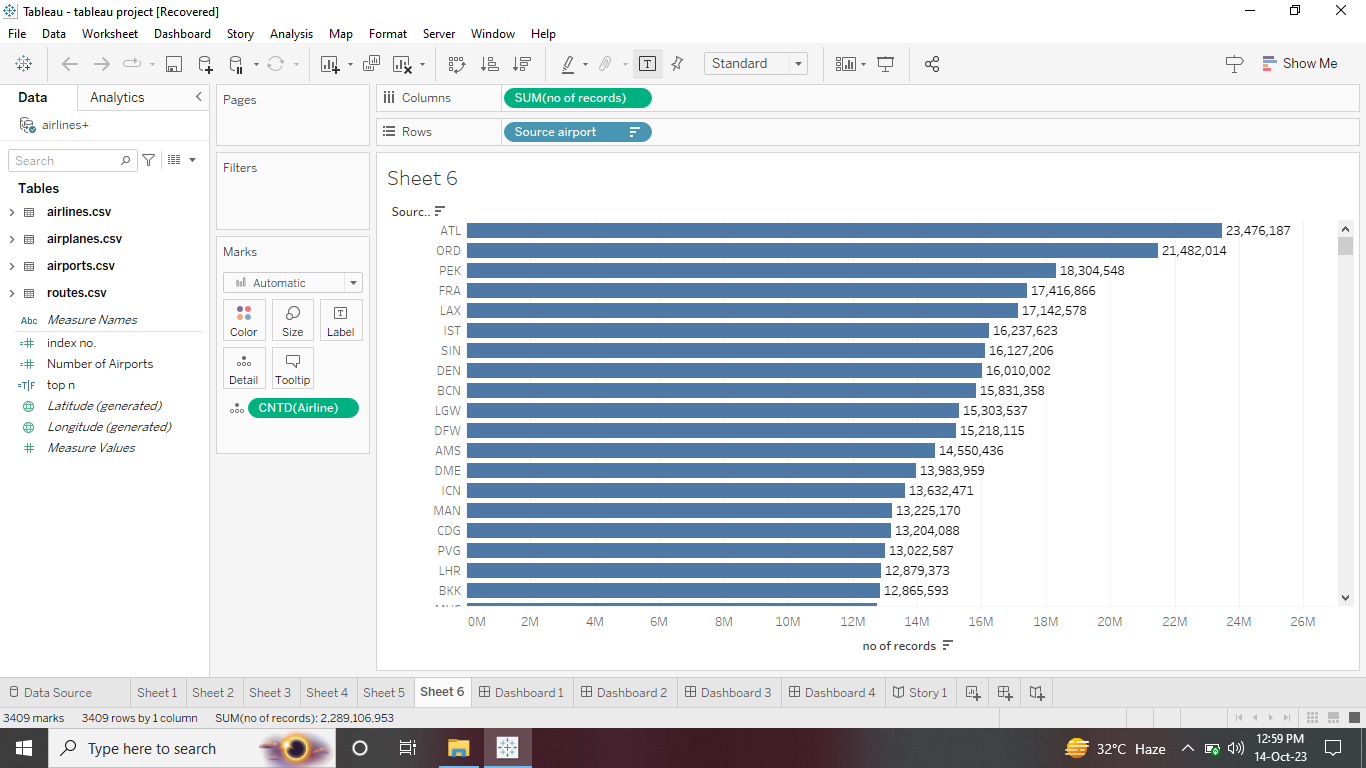 Tableau - tableau project [Recovered]
File Data Worksheet Dashboard Story Analysis Map Format Server Window Help
Standard
Show Me
Data Analytics
airlines+
Search
Tables
airlines.csv
airplanes.csv
airports.csv
routes.csv
Abc Measure Names
index no.
Number of Airports
=T|F top n
Latitude (generated)
Longitude (generated)
Measure Values
Pages
Filters
Marks
Automatic
Color Size Label
Detail Tooltip
CNTD(Airline)
Columns SUM(no of records)
Rows Source airport
Sheet 6
Sourc..
ATL 23,476,187
ORD 21,482,014
PEK 18,304,548
FRA 17,416,866
LAX 17,142,578
IST 16,237,623
SIN 16,127,206
DEN 16,010,002
BCN 15,831,358
LGW 15,303,537
DFW 15,218,115
AMS 14,550,436
DME 13,983,959
ICN 13,632,471
MAN 13,225,170
CDG 13,204,088
PVG 13,022,587
LHR 12,879,373
BKK 12,865,593
0M 2M 4M 6M 8M 10M 12M 14M 16M 18M 20M 22M 24M 26M
no of records
Data Source Sheet 1 Sheet 2 Sheet 3 Sheet 4 Sheet 5 Sheet 6 Dashboard 1 Dashboard 2 Dashboard 3 Dashboard 4 Story 1
3409 marks 3409 rows by 1 column SUM(no of records): 2,289,106,953
Type here to search
32°C Haze
12:59 PM
14-Oct-23